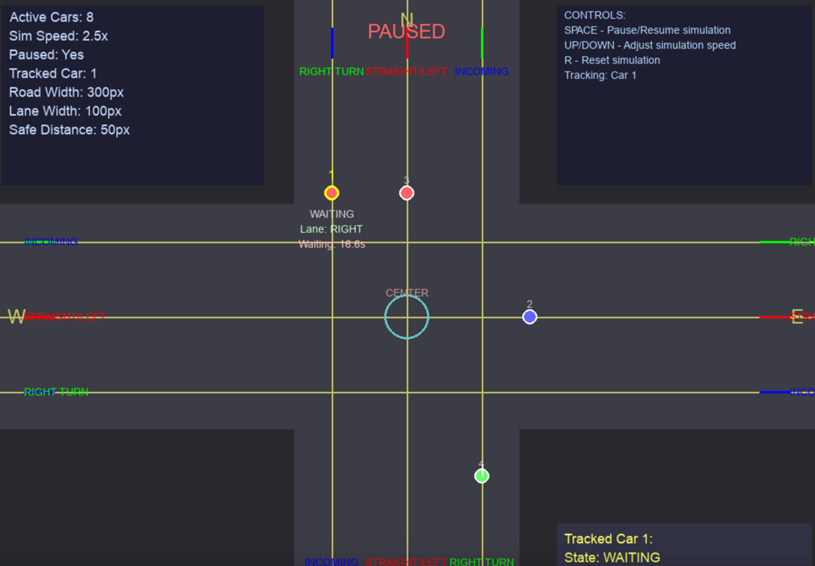 Active Cars: 8
Sim Speed: 2.5x
Paused: Yes
Tracked Car: 1
Road Width: 300px
Lane Width: 100px
Safe Distance: 50px
N
PAUSED
RIGHT TURN
STRAIGHT/LEFT
INCOMING
CONTROLS:
SPACE - Pause/Resume simulation
UP/DOWN - Adjust simulation speed
R - Reset simulation
Tracking: Car 1
1
3
WAITING
Lane: RIGHT
Waiting: 16.6s
INCOMING
RIGH
CENTER
2
W
STRAIGHT/LEFT
E
RIGHT TURN
INCO
4
Tracked Car 1:
State: WAITING
INCOMING
STRAIGHT/LEFT
RIGHT TURN